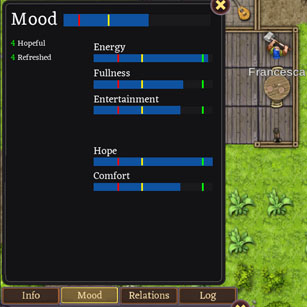 Mood
4 Hopeful
4 Refreshed
Energy
Fullness
Entertainment
Hope
Comfort
Francesca
Info
Mood
Relations
Log